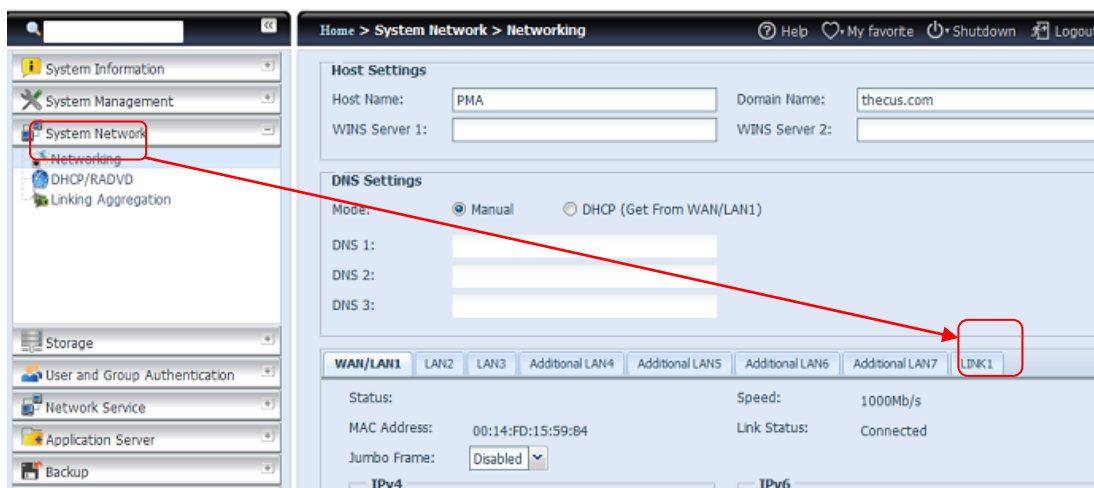 Home > System Network > Networking
Help My favorite Shutdown Logout
System Information
System Management
System Network
Networking
DHCP/RADVD
Linking Aggregation
Storage
User and Group Authentication
Network Service
Application Server
Backup
Host Settings
Host Name: PMA Domain Name: thecus.com
WINS Server 1: WINS Server 2:
DNS Settings
Mode: Manual DHCP (Get From WAN/LAN1)
DNS 1:
DNS 2:
DNS 3:
WAN/LAN1 LAN2 LAN3 Additional LAN4 Additional LAN5 Additional LAN6 Additional LAN7 LINK1
Status: Speed: 1000Mb/s
MAC Address: 00:14:FD:15:59:84 Link Status: Connected
Jumbo Frame: Disabled
IPv4 IPv6